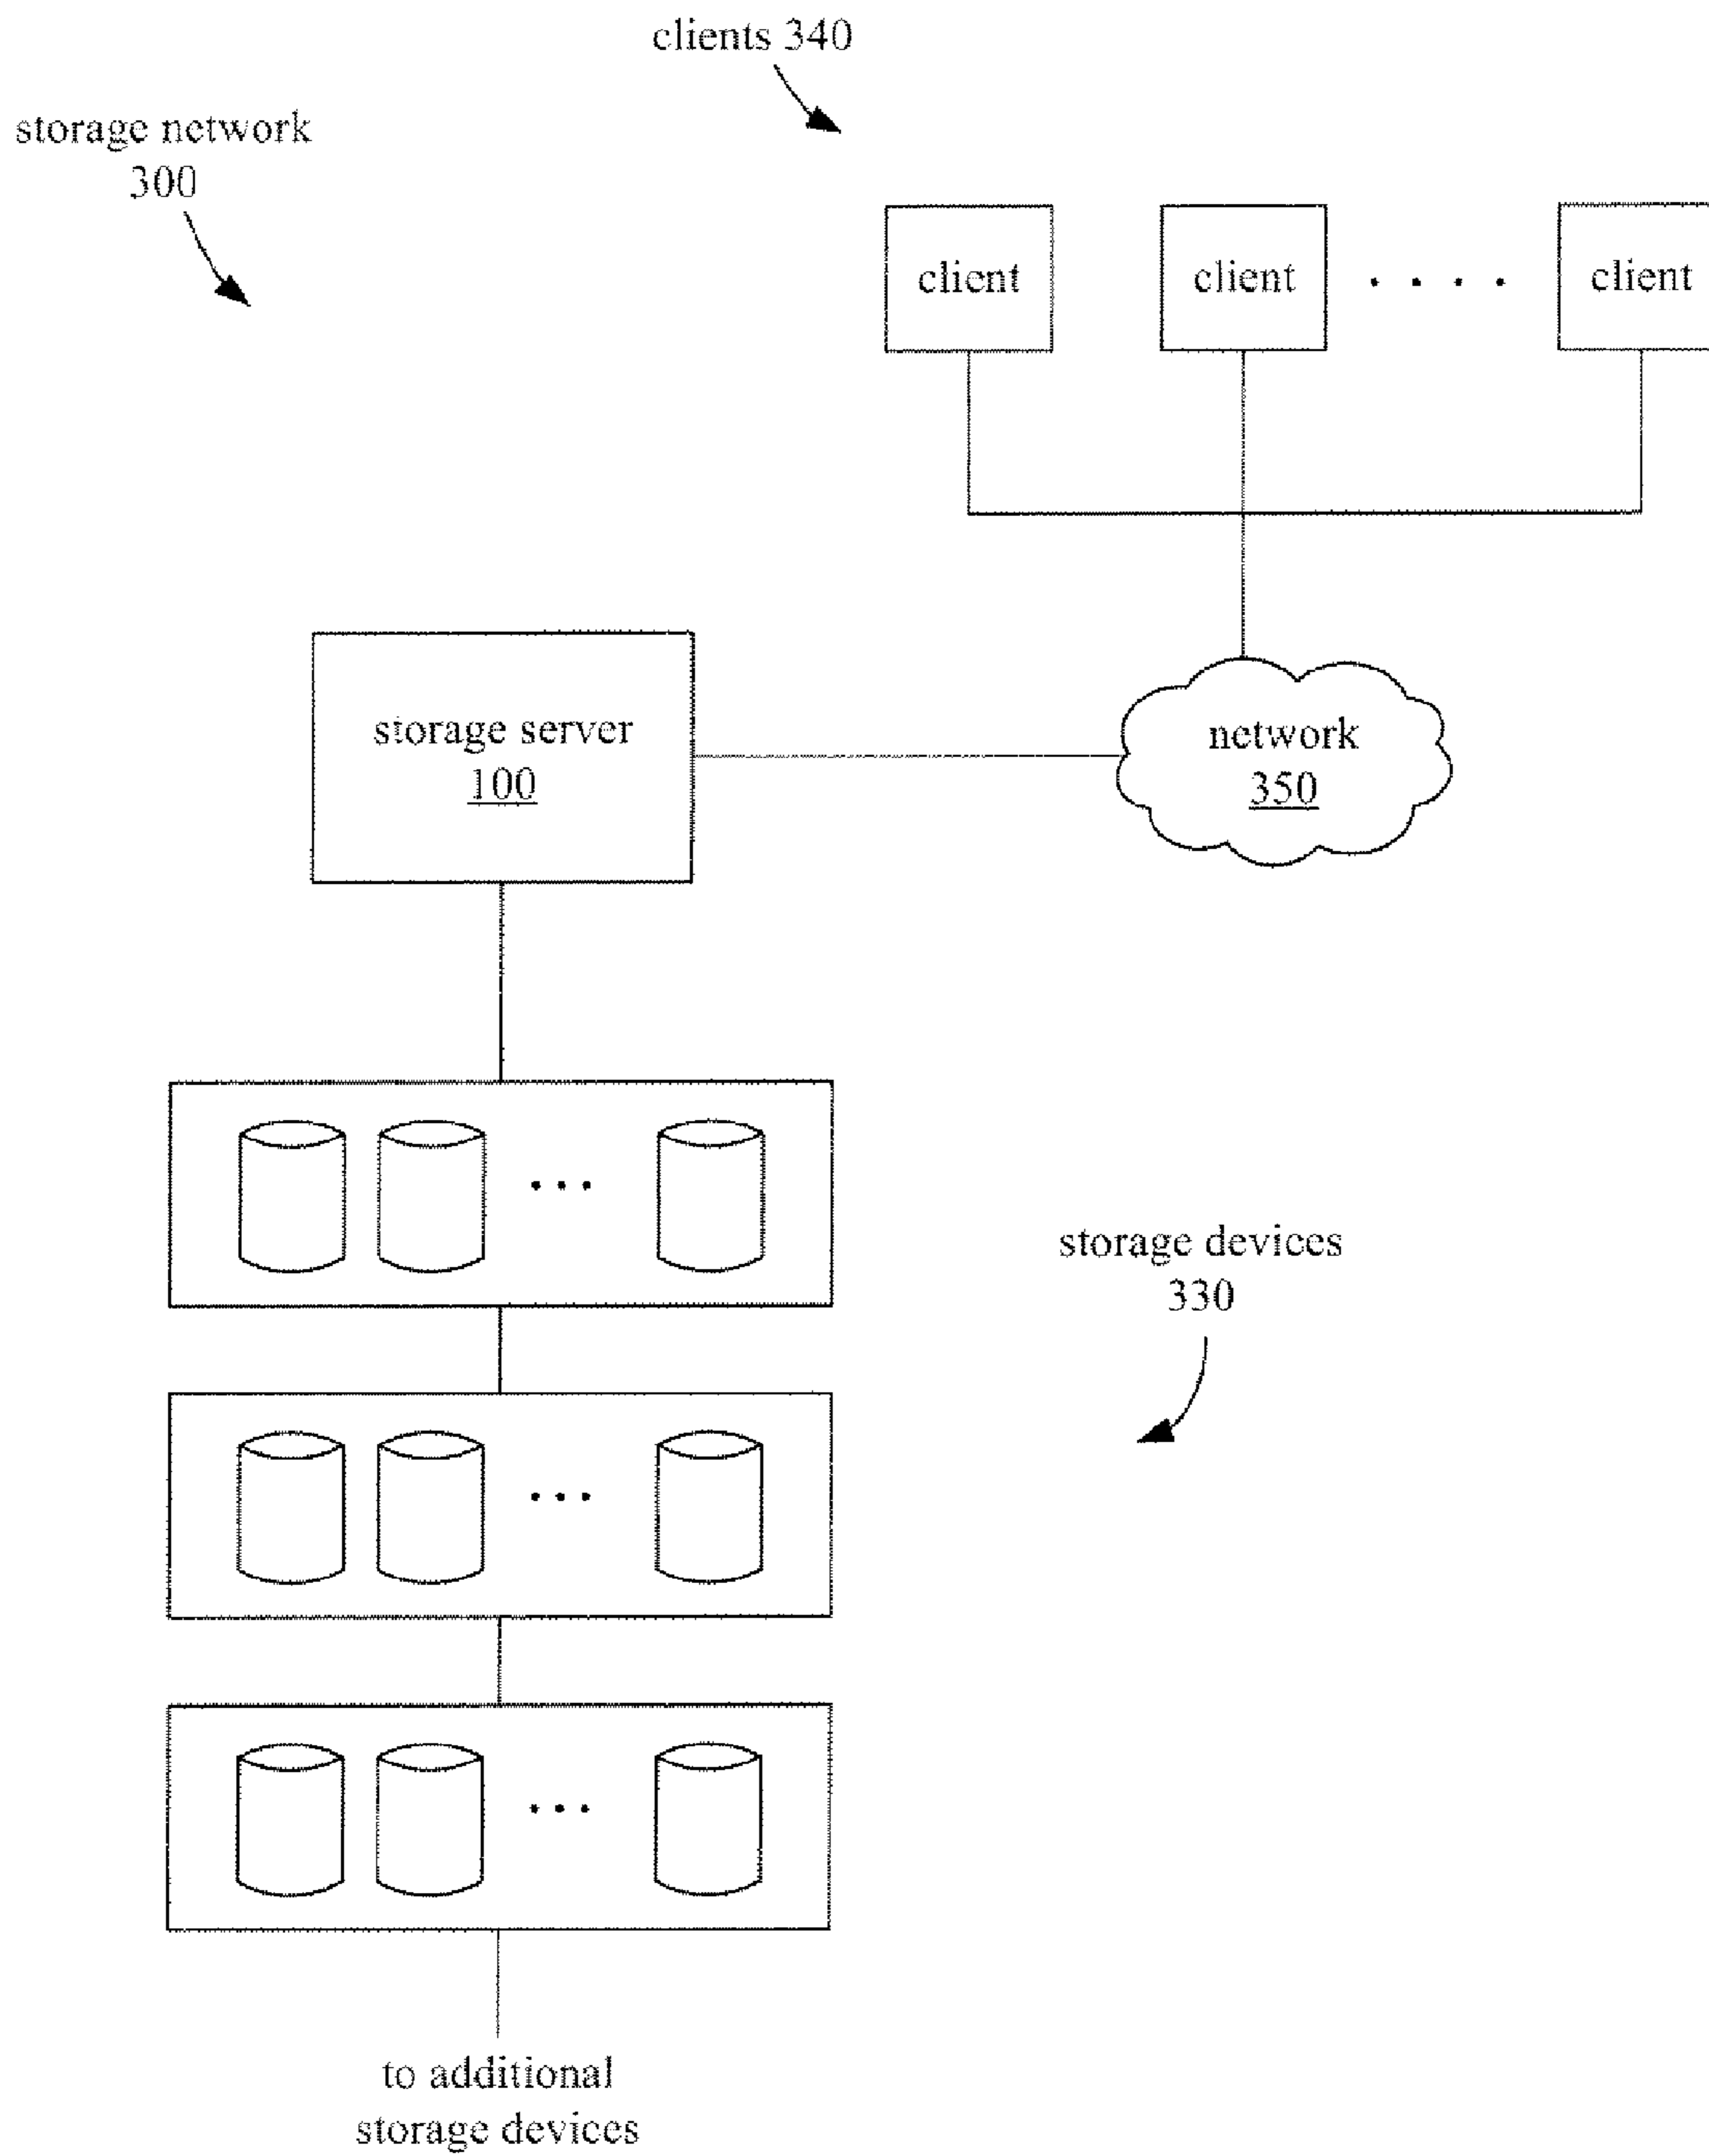 clients 340
storage network
300
client
client
client
storage server
100
network
350
storage devices
330
to additional
storage devices